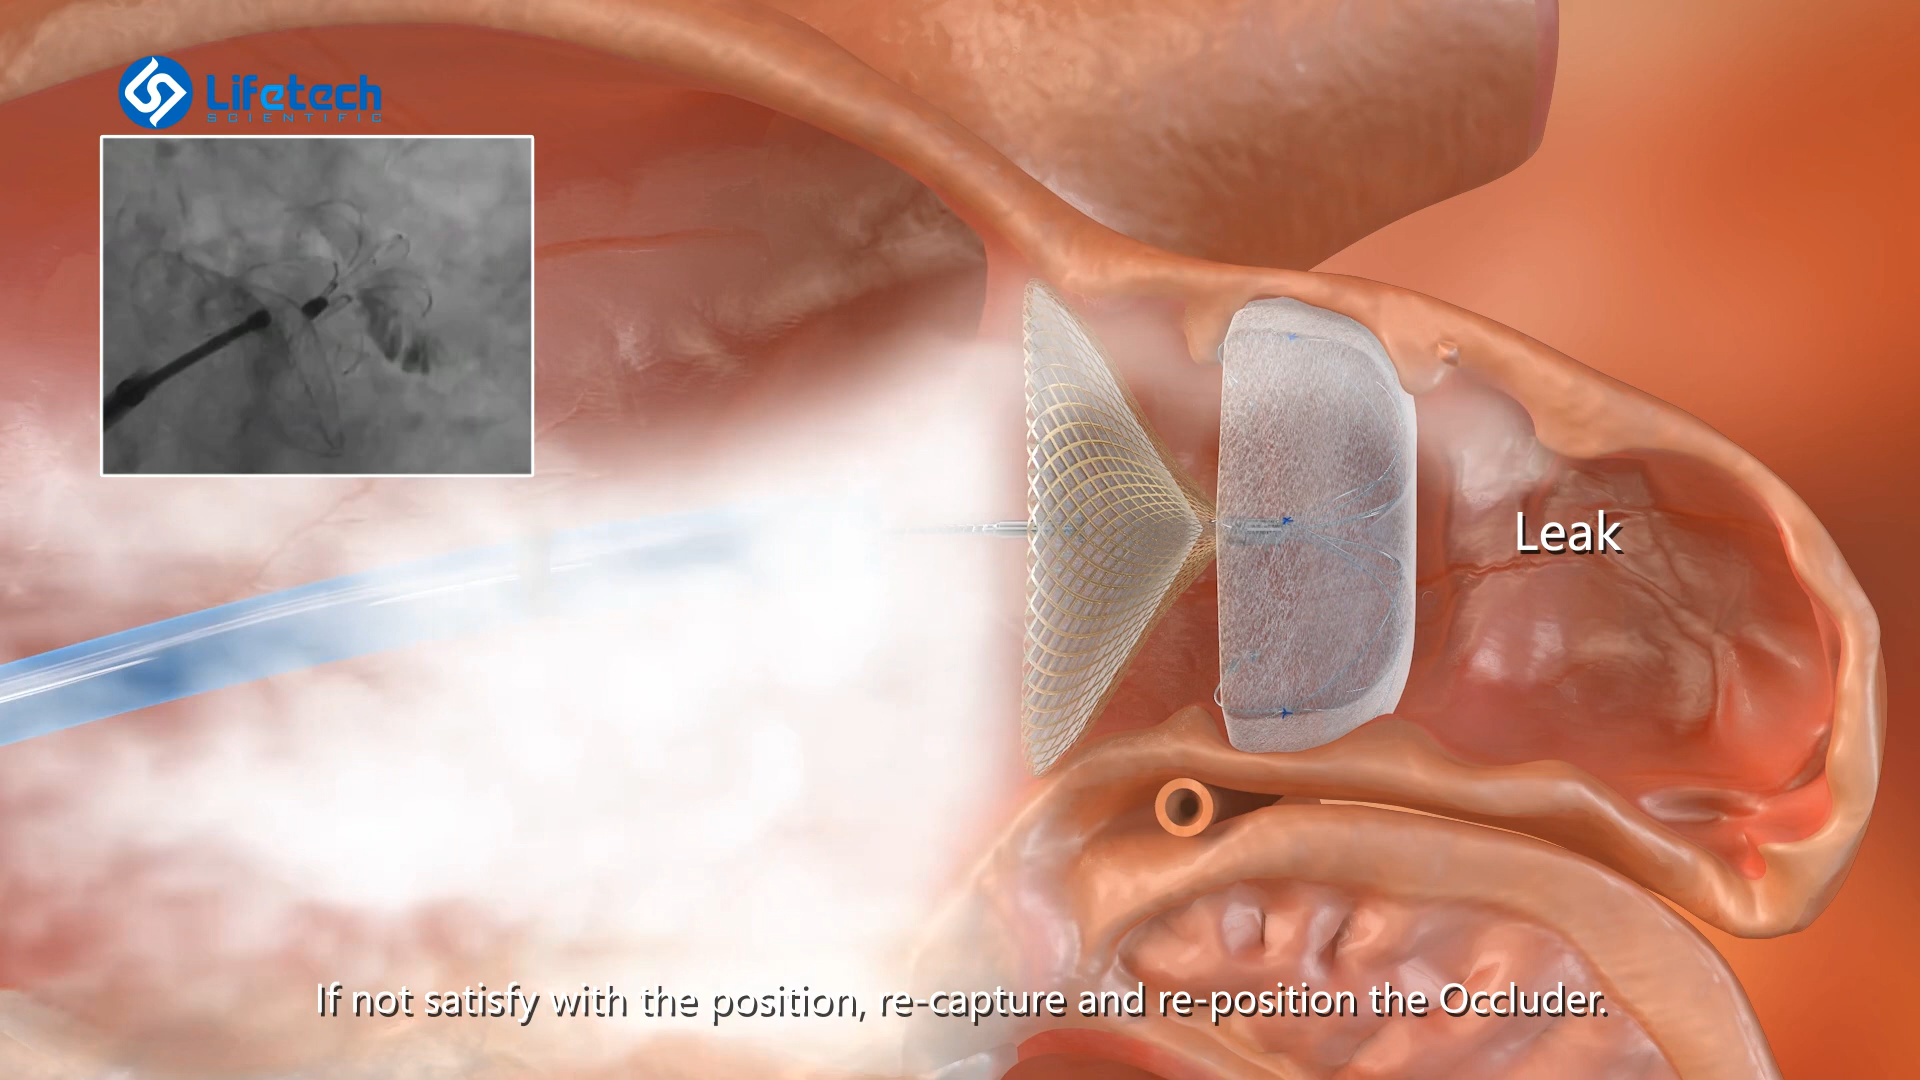 Lifetech
SCIENTIFIC
Leak
If not satisfy with the position, re-capture and re-position the Occluder.